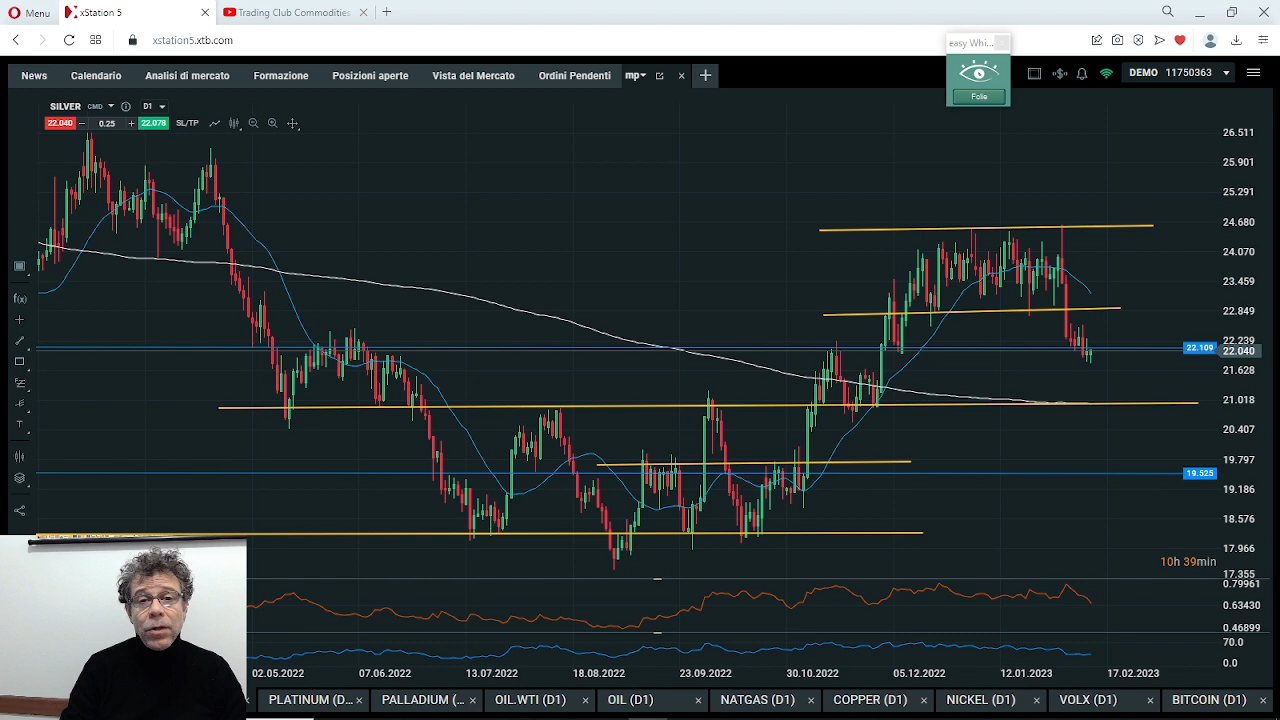 Menu
xStation 5
Trading Club Commodities
xstation5.xtb.com
easy Whi...
Folie
News
Calendario
Analisi di mercato
Formazione
Posizioni aperte
Vista del Mercato
Ordini Pendenti
mp
DEMO 11750363
SILVER CMD D1
22.040 0.25 22.078 SL/TP
26.511
25.901
25.291
24.680
24.070
23.459
22.849
22.239
22.109
22.040
21.628
21.018
20.407
19.797
19.525
19.186
18.576
17.966
17.355
10h 39min
0.79961
0.63430
0.46899
70.0
0.0
02.05.2022 07.06.2022 13.07.2022 18.08.2022 23.09.2022 30.10.2022 05.12.2022 12.01.2023 17.02.2023
PLATINUM (D...
PALLADIUM (...
OIL.WTI (D1)
OIL (D1)
NATGAS (D1)
COPPER (D1)
NICKEL (D1)
VOLX (D1)
BITCOIN (D1)